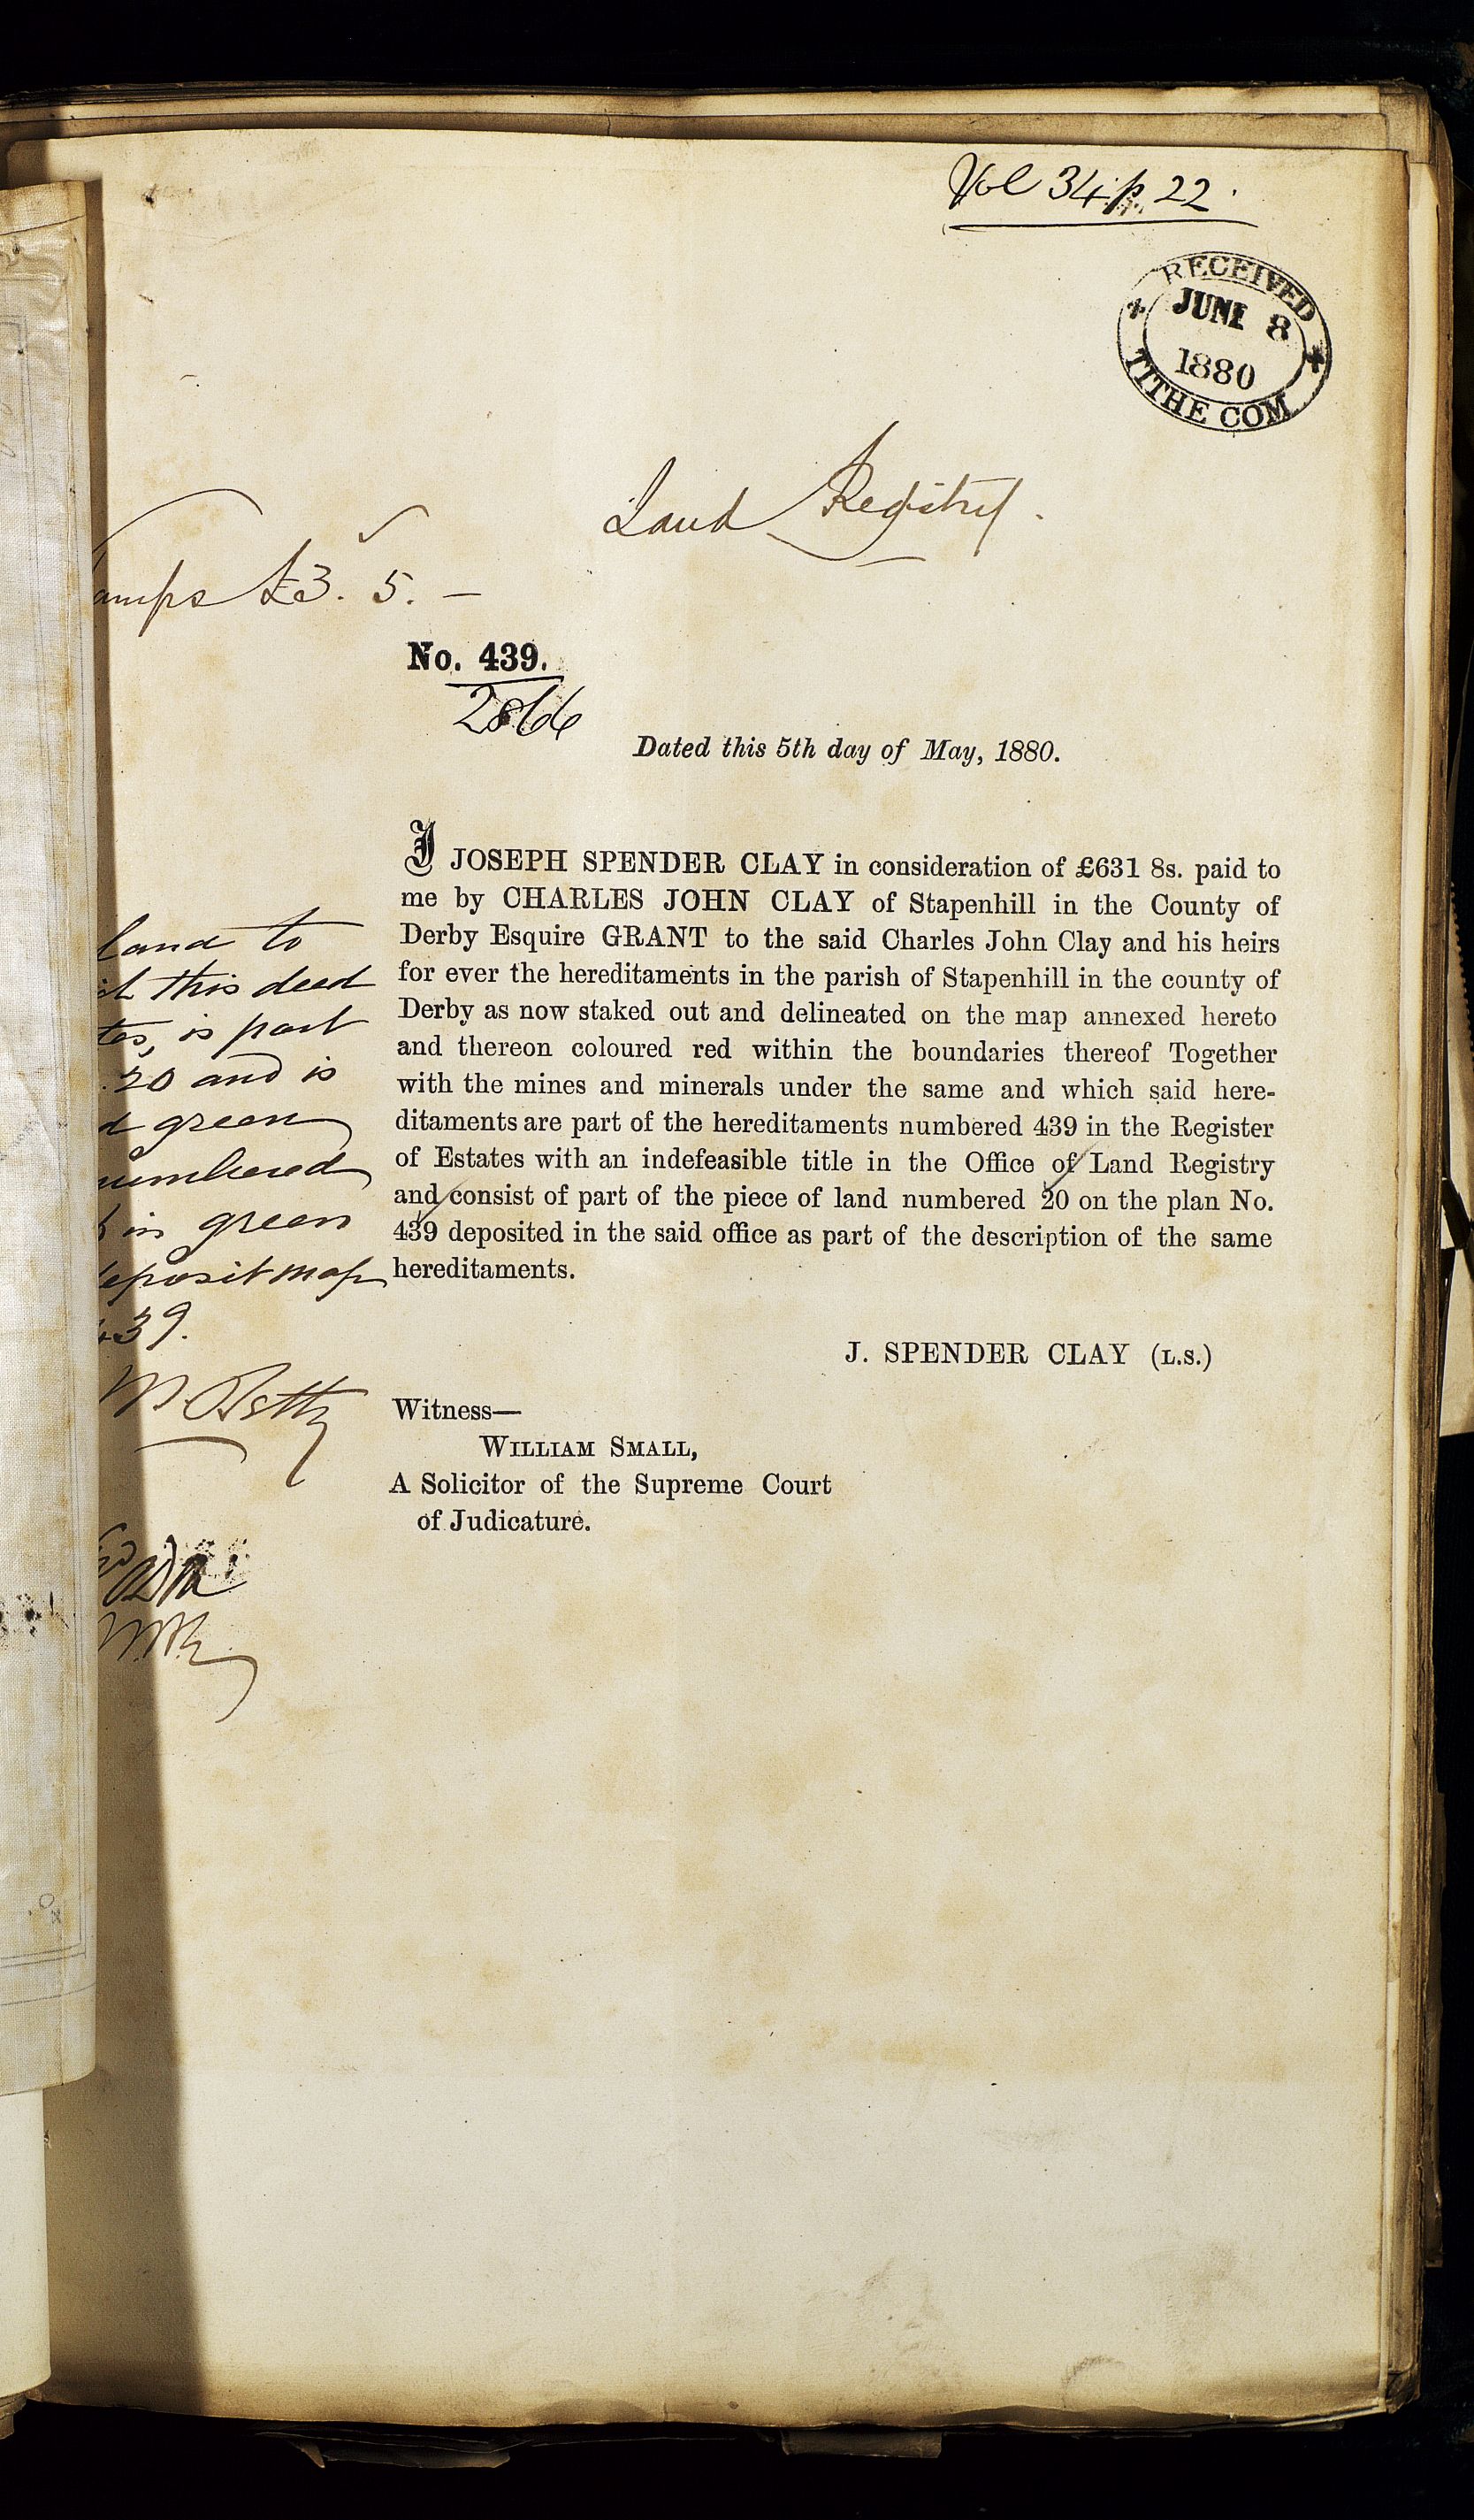 Vol 34 p. 22.
RECEIVED
JUNE 8
1880
TITHE COM
Land Registry.
£3. 5. –
No. 439.
2866
Dated this 5th day of May, 1880.
I JOSEPH SPENDER CLAY in consideration of £631 8s. paid to
me by CHARLES JOHN CLAY of Stapenhill in the County of
Derby Esquire GRANT to the said Charles John Clay and his heirs
for ever the hereditaments in the parish of Stapenhill in the county of
Derby as now staked out and delineated on the map annexed hereto
and thereon coloured red within the boundaries thereof Together
with the mines and minerals under the same and which said here-
ditaments are part of the hereditaments numbered 439 in the Register
of Estates with an indefeasible title in the Office of Land Registry
and consist of part of the piece of land numbered 20 on the plan No.
439 deposited in the said office as part of the description of the same
hereditaments.
J. SPENDER CLAY (L.S.)
Witness—
WILLIAM SMALL,
A Solicitor of the Supreme Court
of Judicature.
land to
this deed
is part
20 and is
green
numbered
in green
deposit map
439.